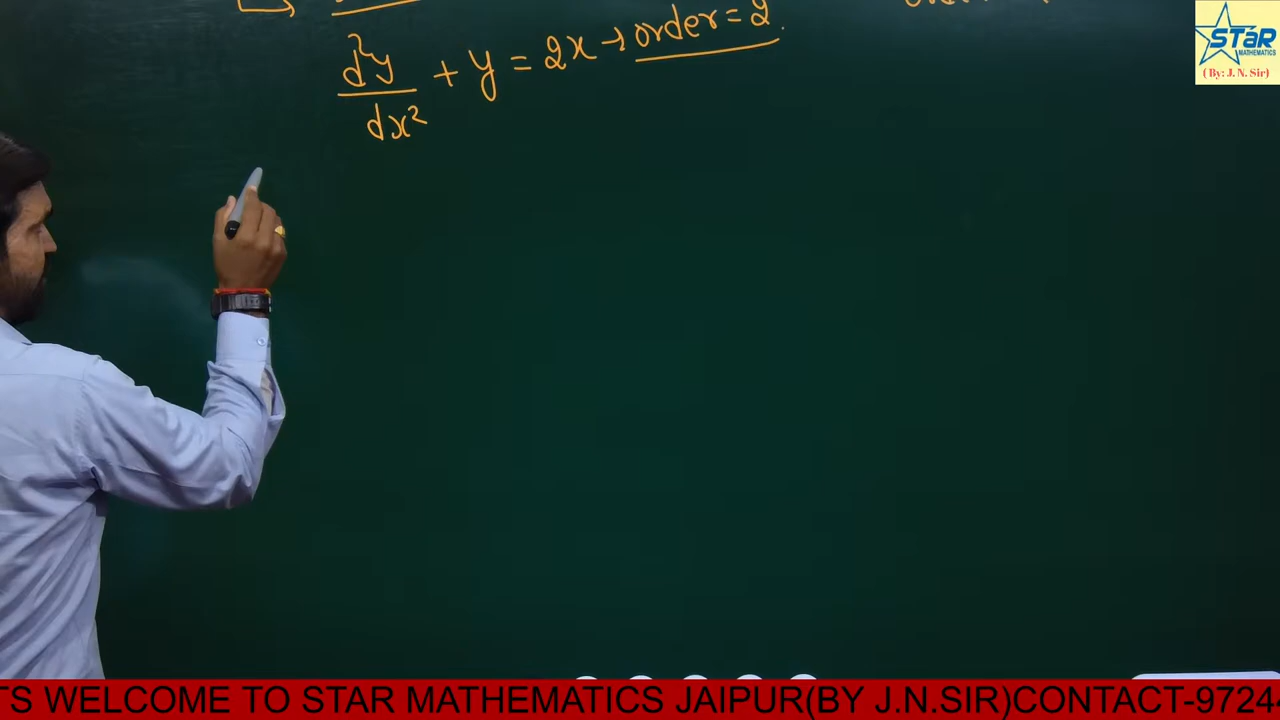 d²y/dx² + y = 2x → order = 2
STaR
MATHEMATICS
( By: J. N. Sir)
TS WELCOME TO STAR MATHEMATICS JAIPUR(BY J.N.SIR)CONTACT-9724